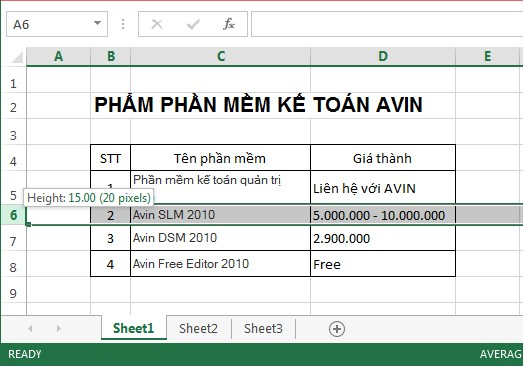 A6
fx
A B C D E
1
2 PHẦM PHẦN MỀM KẾ TOÁN AVIN
3
4 STT Tên phần mềm Giá thành
5 1 Phần mềm kế toán quản trị Liên hệ với AVIN
Height: 15.00 (20 pixels)
6 2 Avin SLM 2010 5.000.000 - 10.000.000
7 3 Avin DSM 2010 2.900.000
8 4 Avin Free Editor 2010 Free
9
Sheet1 Sheet2 Sheet3
READY AVERAG